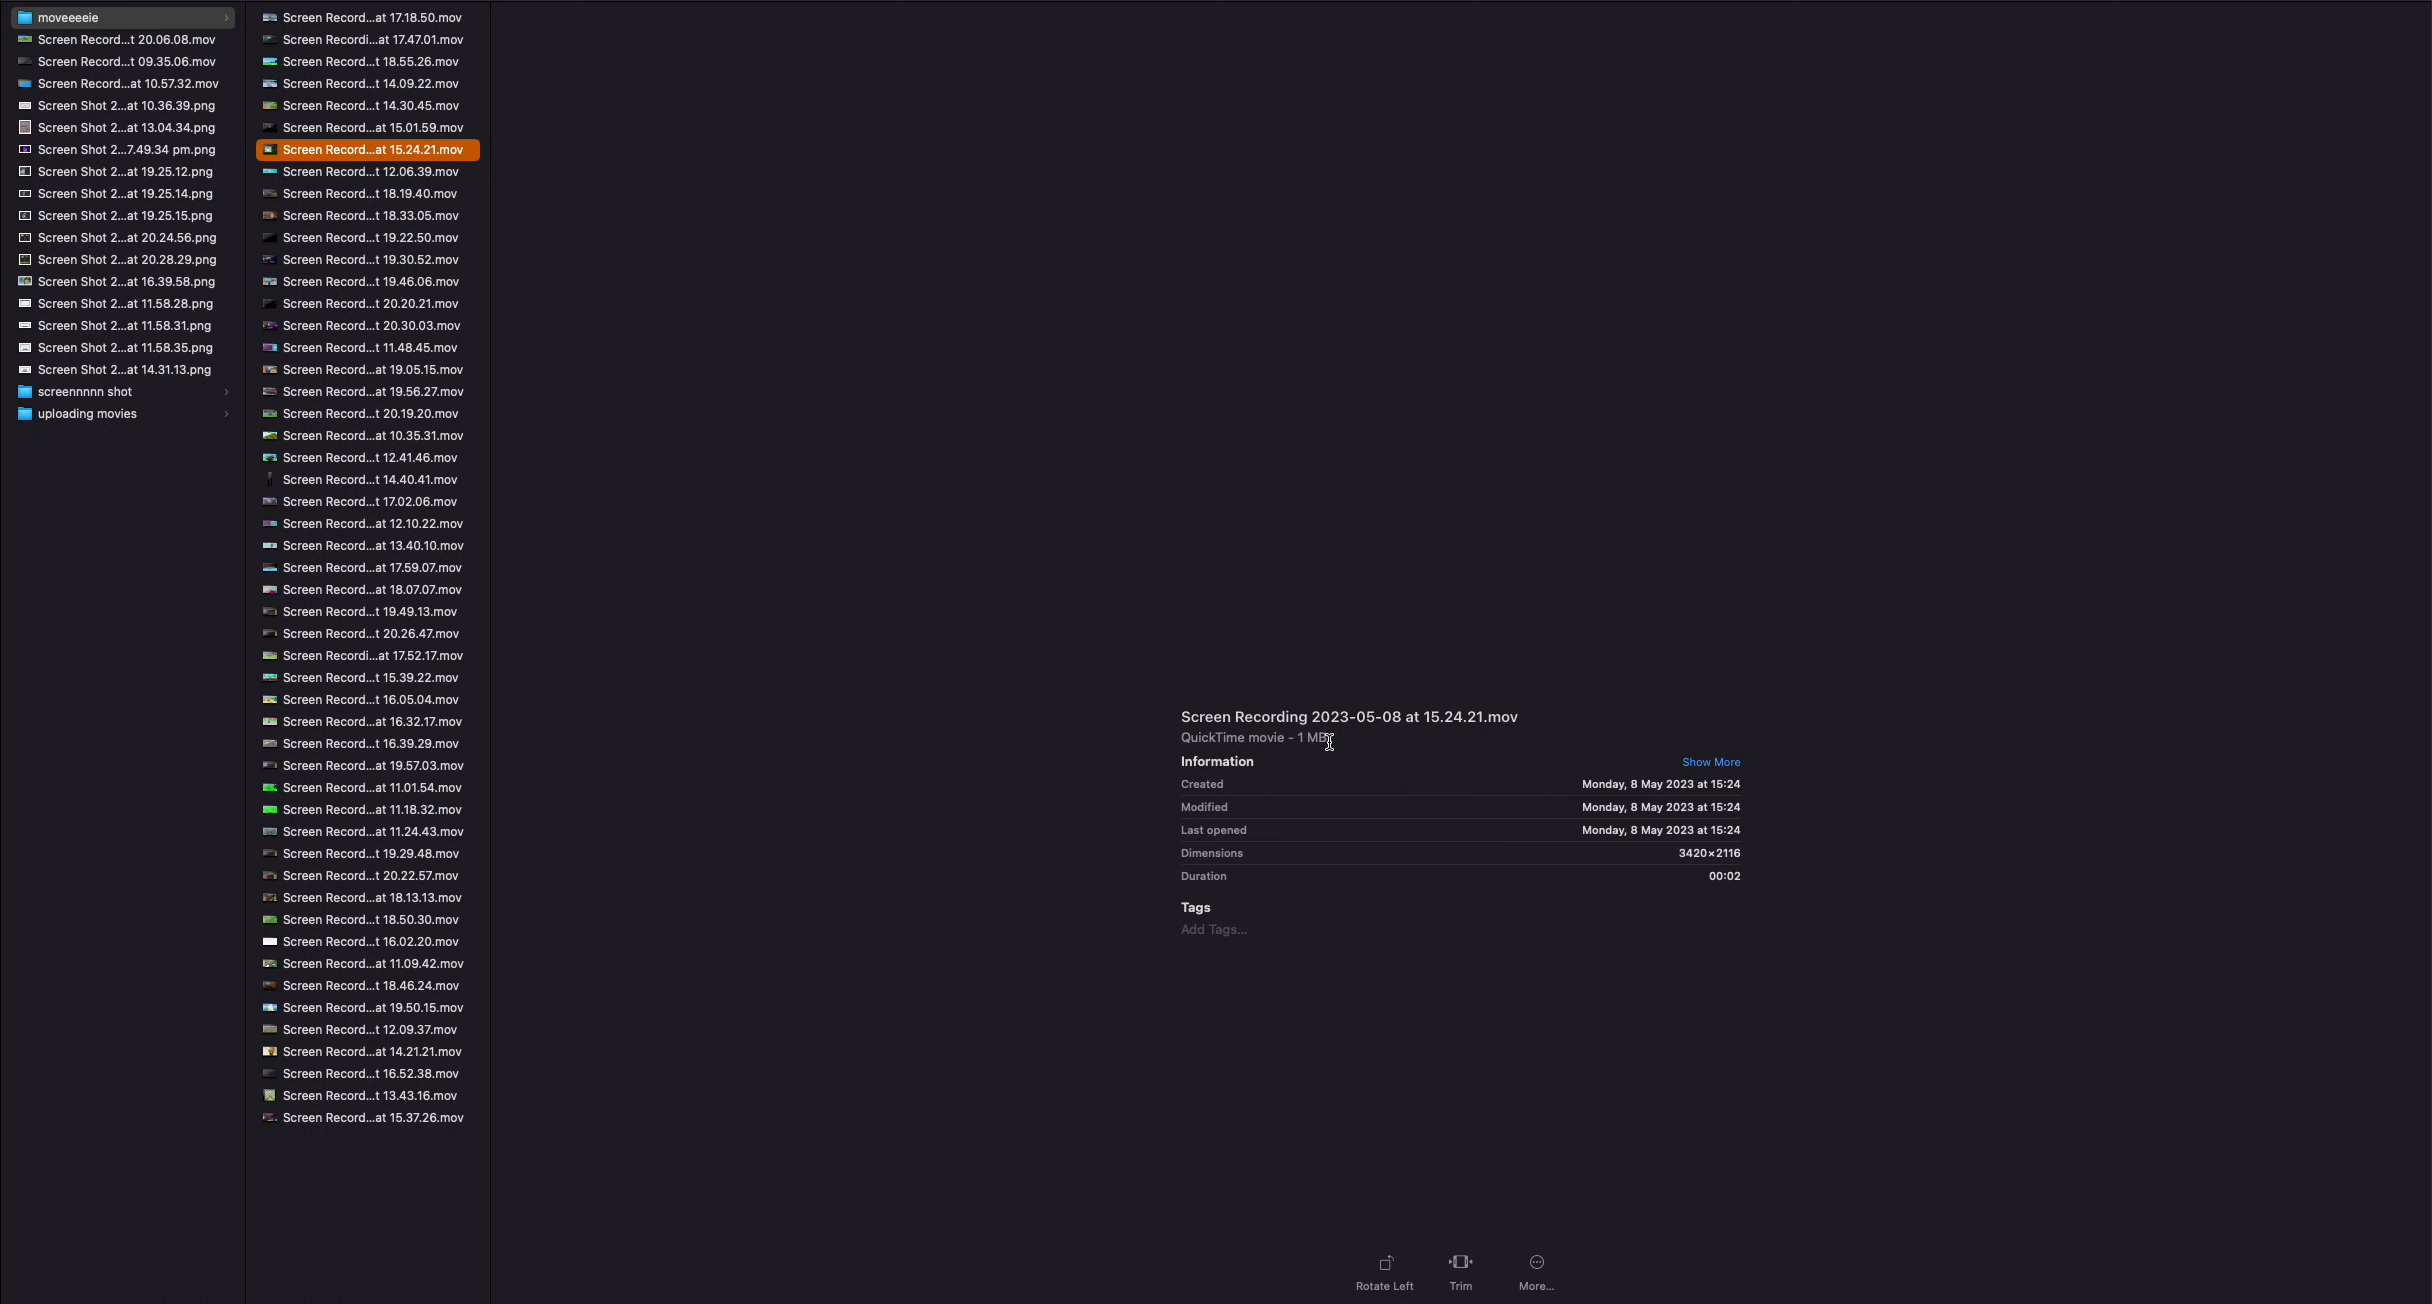 moveeeeie
Screen Record...t 20.06.08.mov
Screen Record...t 09.35.06.mov
Screen Record...at 10.57.32.mov
Screen Shot 2...at 10.36.39.png
Screen Shot 2...at 13.04.34.png
Screen Shot 2...7.49.34 pm.png
Screen Shot 2...at 19.25.12.png
Screen Shot 2...at 19.25.14.png
Screen Shot 2...at 19.25.15.png
Screen Shot 2...at 20.24.56.png
Screen Shot 2...at 20.28.29.png
Screen Shot 2...at 16.39.58.png
Screen Shot 2...at 11.58.28.png
Screen Shot 2...at 11.58.31.png
Screen Shot 2...at 11.58.35.png
Screen Shot 2...at 14.31.13.png
screennnnn shot
uploading movies
Screen Record...at 17.18.50.mov
Screen Recordi...at 17.47.01.mov
Screen Record...t 18.55.26.mov
Screen Record...t 14.09.22.mov
Screen Record...t 14.30.45.mov
Screen Record...at 15.01.59.mov
Screen Record...at 15.24.21.mov
Screen Record...t 12.06.39.mov
Screen Record...t 18.19.40.mov
Screen Record...t 18.33.05.mov
Screen Record...t 19.22.50.mov
Screen Record...t 19.30.52.mov
Screen Record...t 19.46.06.mov
Screen Record...t 20.20.21.mov
Screen Record...t 20.30.03.mov
Screen Record...t 11.48.45.mov
Screen Record...at 19.05.15.mov
Screen Record...at 19.56.27.mov
Screen Record...t 20.19.20.mov
Screen Record...at 10.35.31.mov
Screen Record...t 12.41.46.mov
Screen Record...t 14.40.41.mov
Screen Record...t 17.02.06.mov
Screen Record...at 12.10.22.mov
Screen Record...at 13.40.10.mov
Screen Record...at 17.59.07.mov
Screen Record...at 18.07.07.mov
Screen Record...t 19.49.13.mov
Screen Record...t 20.26.47.mov
Screen Recordi...at 17.52.17.mov
Screen Record...t 15.39.22.mov
Screen Record...t 16.05.04.mov
Screen Record...at 16.32.17.mov
Screen Record...t 16.39.29.mov
Screen Record...at 19.57.03.mov
Screen Record...at 11.01.54.mov
Screen Record...at 11.18.32.mov
Screen Record...at 11.24.43.mov
Screen Record...t 19.29.48.mov
Screen Record...t 20.22.57.mov
Screen Record...at 18.13.13.mov
Screen Record...t 18.50.30.mov
Screen Record...t 16.02.20.mov
Screen Record...at 11.09.42.mov
Screen Record...t 18.46.24.mov
Screen Record...at 19.50.15.mov
Screen Record...t 12.09.37.mov
Screen Record...at 14.21.21.mov
Screen Record...t 16.52.38.mov
Screen Record...t 13.43.16.mov
Screen Record...at 15.37.26.mov
Screen Recording 2023-05-08 at 15.24.21.mov
QuickTime movie - 1 MB
Information Show More
Created Monday, 8 May 2023 at 15:24
Modified Monday, 8 May 2023 at 15:24
Last opened Monday, 8 May 2023 at 15:24
Dimensions 3420×2116
Duration 00:02
Tags
Add Tags...
Rotate Left Trim More...